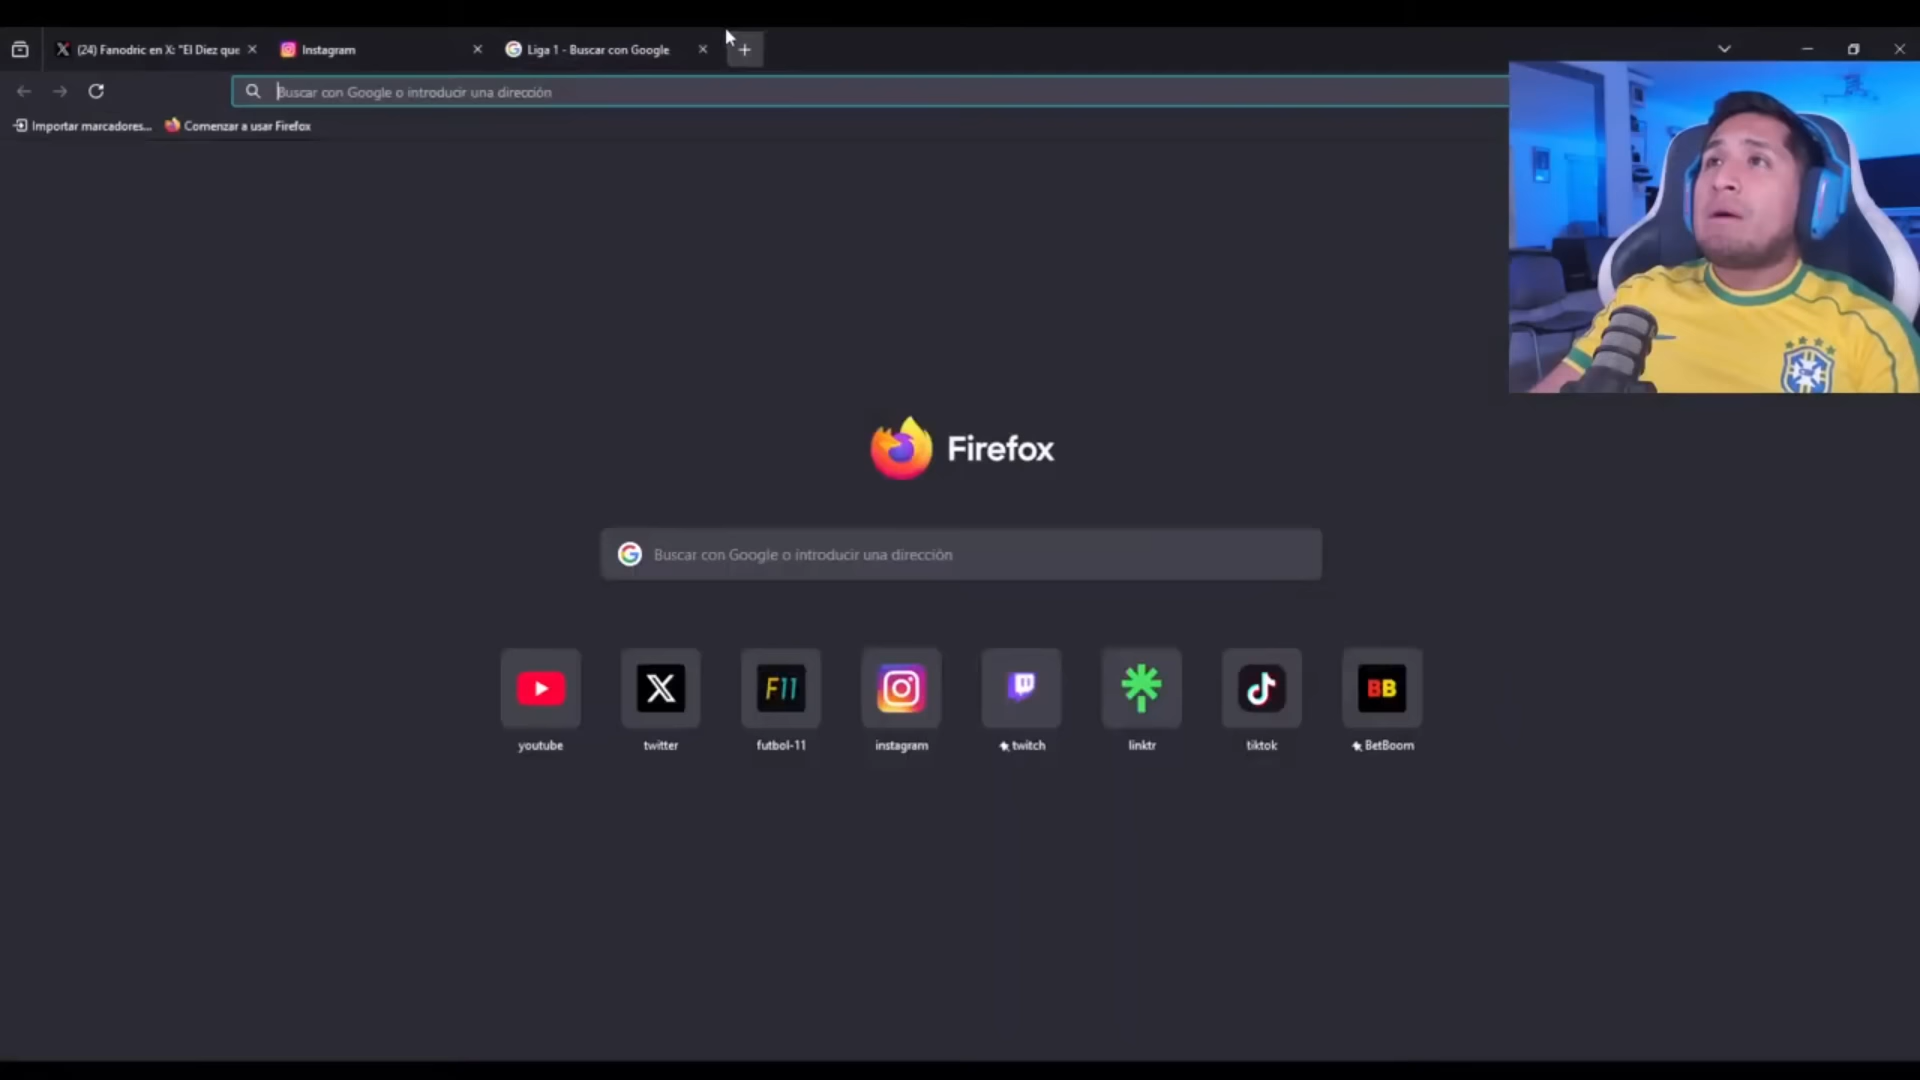 (24) Fanodric en X: "El Diez que
Instagram
Liga 1 - Buscar con Google
Buscar con Google o introducir una dirección
Importar marcadores...
Comenzar a usar Firefox
Firefox
Buscar con Google o introducir una dirección
F11
BB
youtube
twitter
futbol-11
instagram
twitch
linktr
tiktok
BetBoom